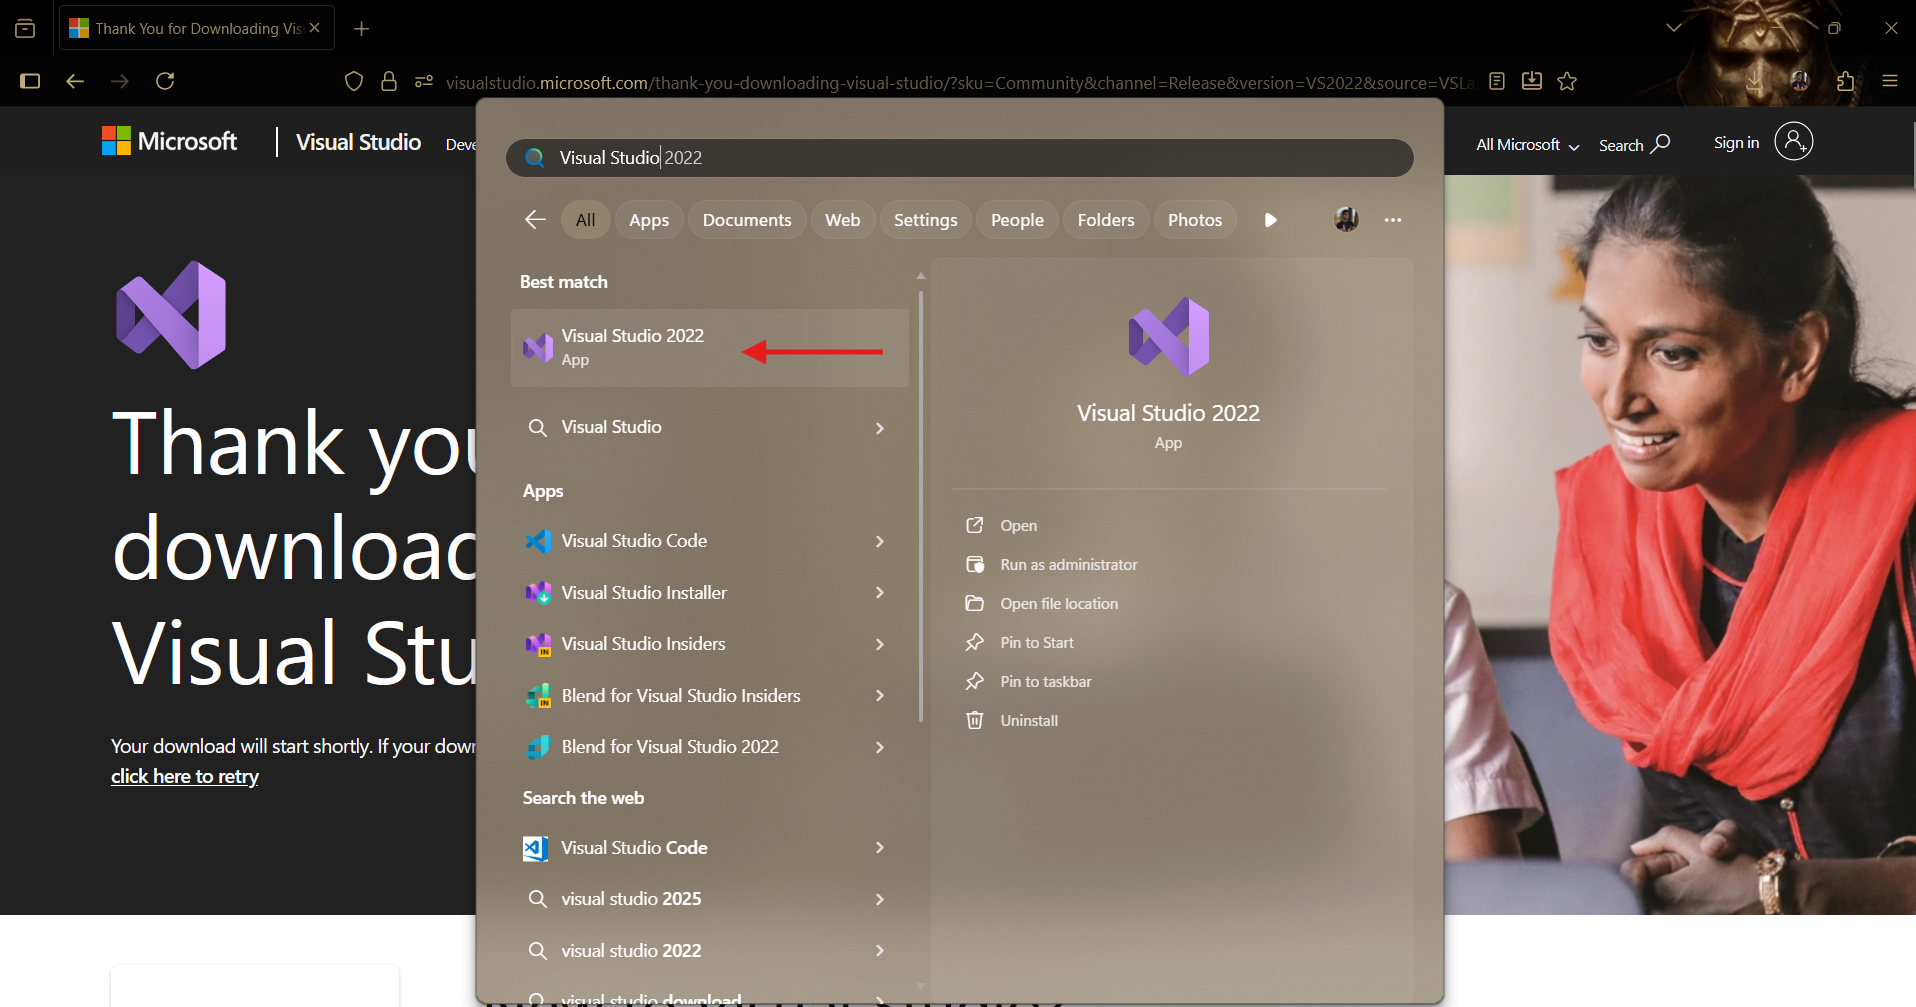 Thank You for Downloading Vis
visualstudio.microsoft.com/thank-you-downloading-visual-studio/?sku=Community&channel=Release&version=VS2022&source=VSLa
Microsoft
Visual Studio
Deve
All Microsoft
Search
Sign in
Thank you
download
Visual Stu
Your download will start shortly. If your down
click here to retry
Visual Studio 2022
All
Apps
Documents
Web
Settings
People
Folders
Photos
Best match
Visual Studio 2022
App
Visual Studio
Apps
Visual Studio Code
Visual Studio Installer
Visual Studio Insiders
Blend for Visual Studio Insiders
Blend for Visual Studio 2022
Search the web
Visual Studio Code
visual studio 2025
visual studio 2022
visual studio download
Visual Studio 2022
App
Open
Run as administrator
Open file location
Pin to Start
Pin to taskbar
Uninstall